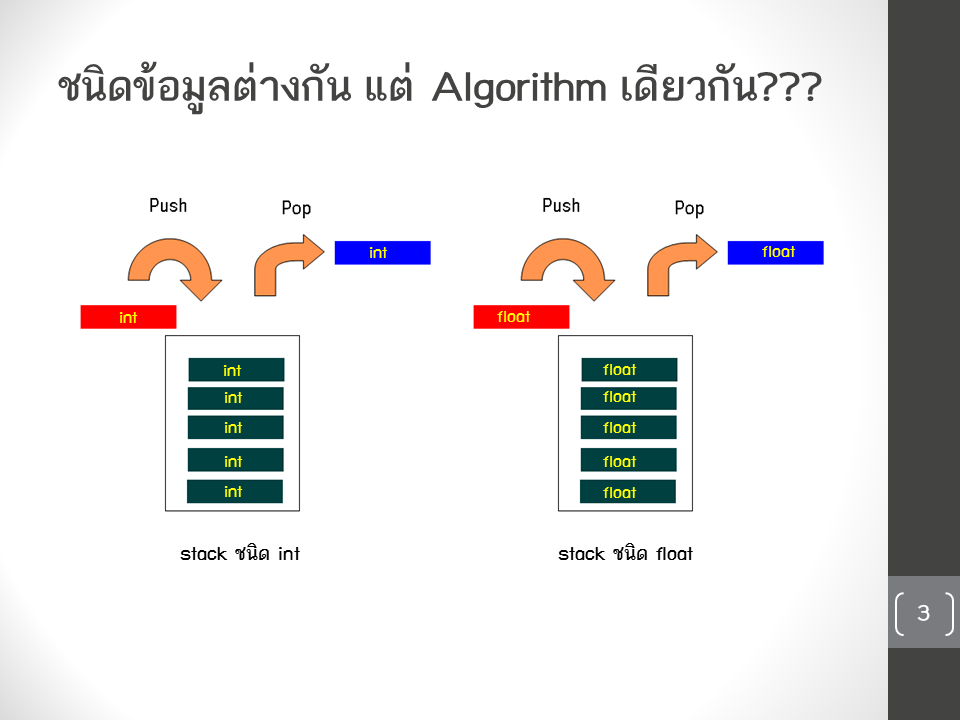 ชนิดข้อมูลต่างกัน แต่ Algorithm เดียวกัน???
Push
Pop
int
int
int
int
int
int
int
stack ชนิด int
Push
Pop
float
float
float
float
float
float
float
stack ชนิด float
3